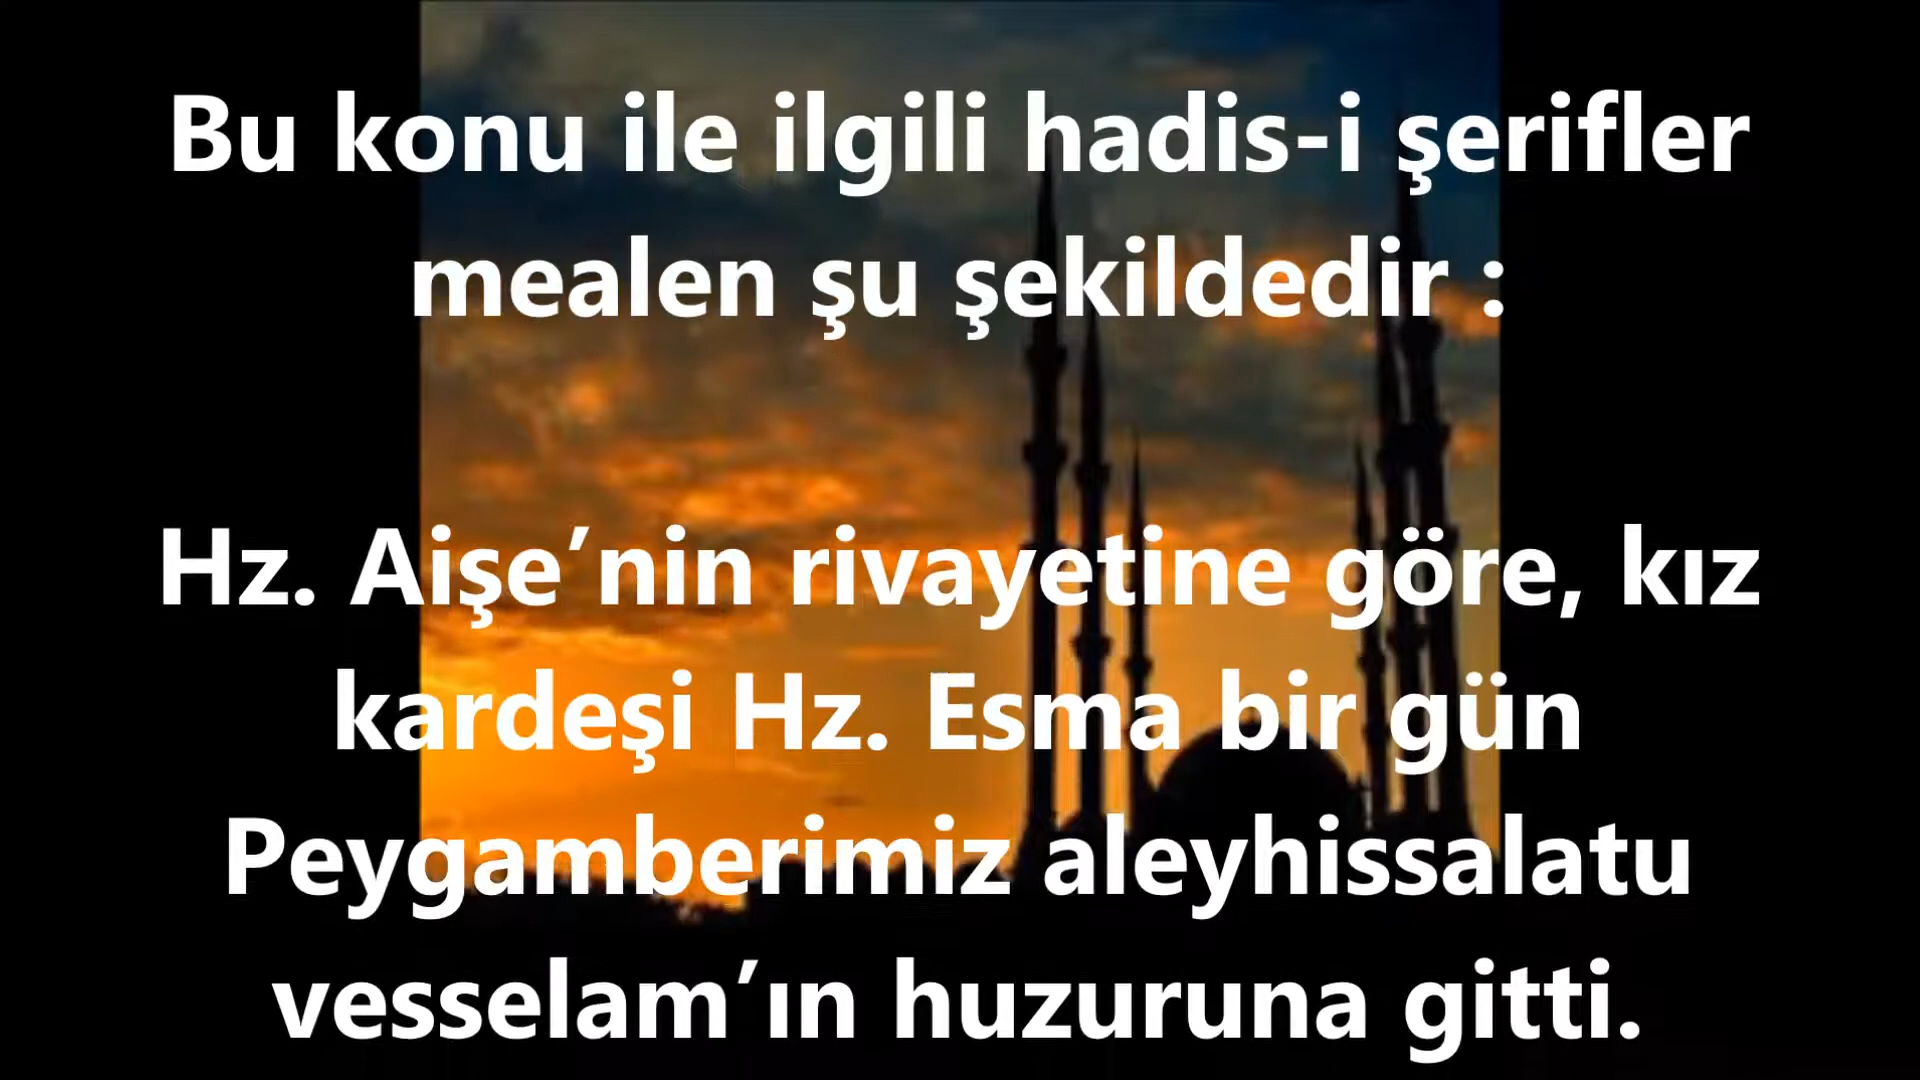 Bu konu ile ilgili hadis-i şerifler
mealen şu şekildedir :
Hz. Aişe’nin rivayetine göre, kız
kardeşi Hz. Esma bir gün
Peygamberimiz aleyhissalatu
vesselam’ın huzuruna gitti.